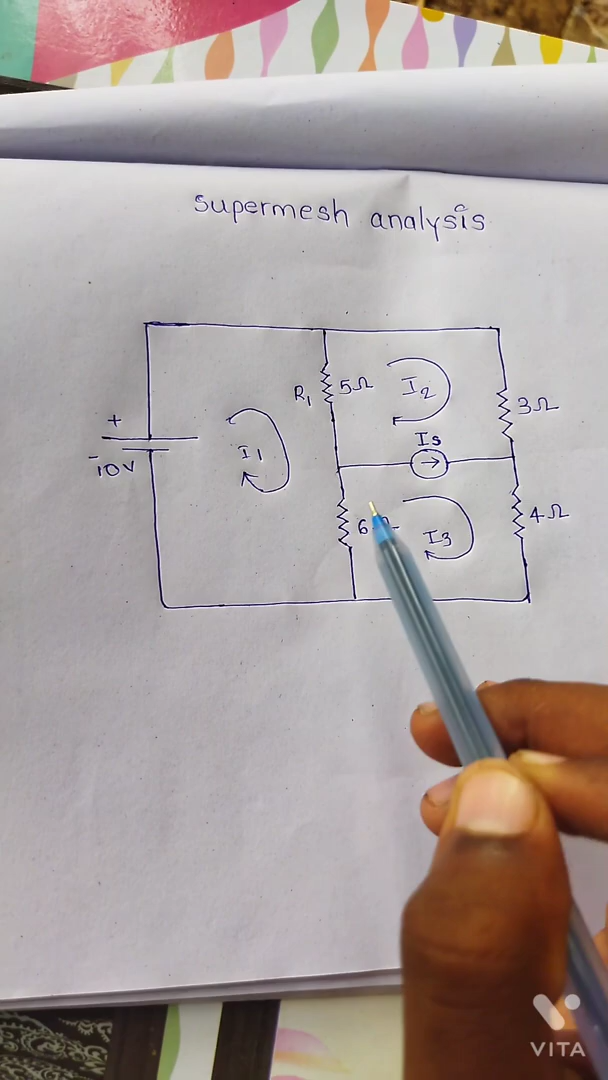 supermesh analysis
R1 5Ω I2
3Ω
+
Is
I1
-10V
6
4Ω
I3
VITA